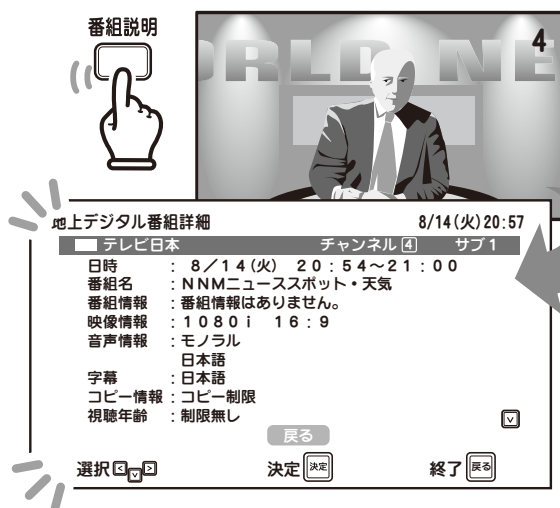 番組説明
4
ORLD NE
地上デジタル番組詳細 8/14(火)20:57
テレビ日本 チャンネル 4 サブ1
日時 : 8/14(火) 20:54~21:00
番組名 : NNMニューススポット・天気
番組情報 : 番組情報はありません。
映像情報 : 1080i 16:9
音声情報 : モノラル
日本語
字幕 : 日本語
コピー情報 : コピー制限
視聴年齢 : 制限無し
戻る
選択 決定 決定 終了 戻る